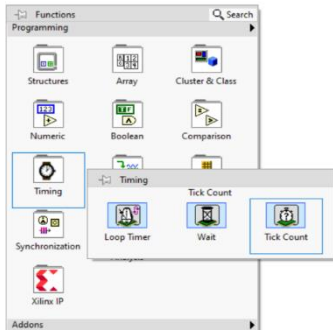 Functions
Search
Programming
Structures
Array
Cluster & Class
Numeric
Boolean
Comparison
Timing
Timing
Tick Count
Loop Timer
Wait
Tick Count
Synchronization
Xilinx IP
Addons